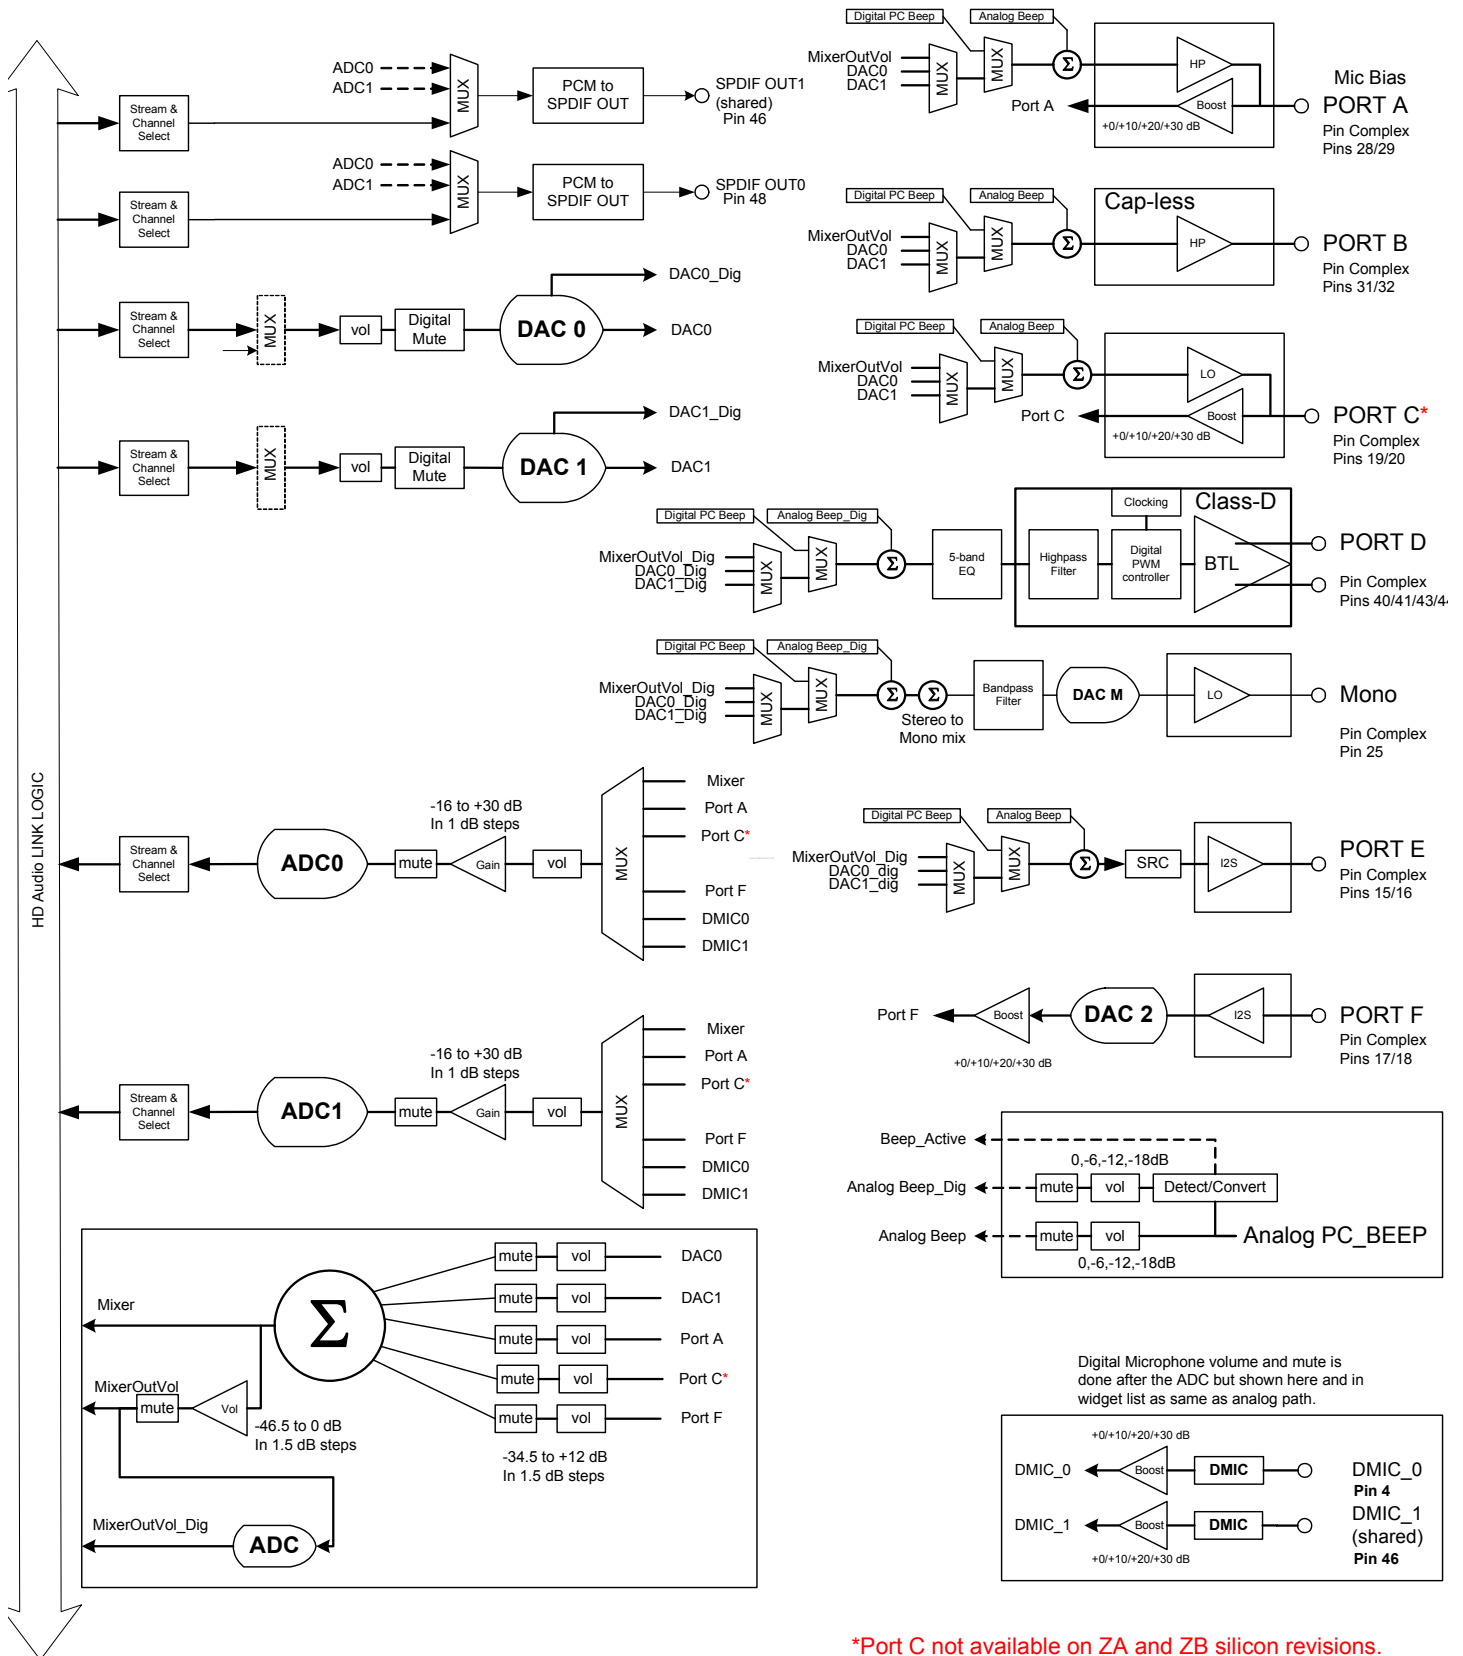 HD Audio LINK LOGIC
ADC0
ADC1
Stream &
Channel
Select
MUX
PCM to
SPDIF OUT
SPDIF OUT1
(shared)
Pin 46
ADC0
ADC1
Stream &
Channel
Select
MUX
PCM to
SPDIF OUT
SPDIF OUT0
Pin 48
Stream &
Channel
Select
MUX
vol
Digital
Mute
DAC 0
DAC0_Dig
DAC0
Stream &
Channel
Select
MUX
vol
Digital
Mute
DAC 1
DAC1_Dig
DAC1
Digital PC Beep
Analog Beep
MixerOutVol
DAC0
DAC1
MUX
MUX
Σ
HP
Port A
Boost
+0/+10/+20/+30 dB
Mic Bias
PORT A
Pin Complex
Pins 28/29
Digital PC Beep
Analog Beep
MixerOutVol
DAC0
DAC1
MUX
MUX
Σ
Cap-less
HP
PORT B
Pin Complex
Pins 31/32
Digital PC Beep
Analog Beep
MixerOutVol
DAC0
DAC1
MUX
MUX
Σ
LO
Port C
Boost
+0/+10/+20/+30 dB
PORT C*
Pin Complex
Pins 19/20
Digital PC Beep
Analog Beep_Dig
MixerOutVol_Dig
DAC0_Dig
DAC1_Dig
MUX
MUX
Σ
5-band
EQ
Highpass
Filter
Clocking
Digital
PWM
controller
Class-D
BTL
PORT D
Pin Complex
Pins 40/41/43/44
Digital PC Beep
Analog Beep_Dig
MixerOutVol_Dig
DAC0_Dig
DAC1_Dig
MUX
MUX
Σ
Σ
Stereo to
Mono mix
Bandpass
Filter
DAC M
LO
Mono
Pin Complex
Pin 25
Stream &
Channel
Select
ADC0
mute
-16 to +30 dB
In 1 dB steps
Gain
vol
MUX
Mixer
Port A
Port C*
Port F
DMIC0
DMIC1
Digital PC Beep
Analog Beep
MixerOutVol_Dig
DAC0_dig
DAC1_dig
MUX
MUX
Σ
SRC
I2S
PORT E
Pin Complex
Pins 15/16
Port F
Boost
+0/+10/+20/+30 dB
DAC 2
I2S
PORT F
Pin Complex
Pins 17/18
Stream &
Channel
Select
ADC1
mute
-16 to +30 dB
In 1 dB steps
Gain
vol
MUX
Mixer
Port A
Port C*
Port F
DMIC0
DMIC1
Beep_Active
0,-6,-12,-18dB
Analog Beep_Dig
mute
vol
Detect/Convert
Analog Beep
mute
vol
Analog PC_BEEP
0,-6,-12,-18dB
Mixer
Σ
mute
vol
DAC0
mute
vol
DAC1
mute
vol
Port A
mute
vol
Port C*
mute
vol
Port F
MixerOutVol
mute
Vol
-46.5 to 0 dB
In 1.5 dB steps
-34.5 to +12 dB
In 1.5 dB steps
MixerOutVol_Dig
ADC
Digital Microphone volume and mute is
done after the ADC but shown here and in
widget list as same as analog path.
+0/+10/+20/+30 dB
DMIC_0
Boost
DMIC
DMIC_0
Pin 4
DMIC_1
Boost
DMIC
DMIC_1
(shared)
Pin 46
+0/+10/+20/+30 dB
*Port C not available on ZA and ZB silicon revisions.